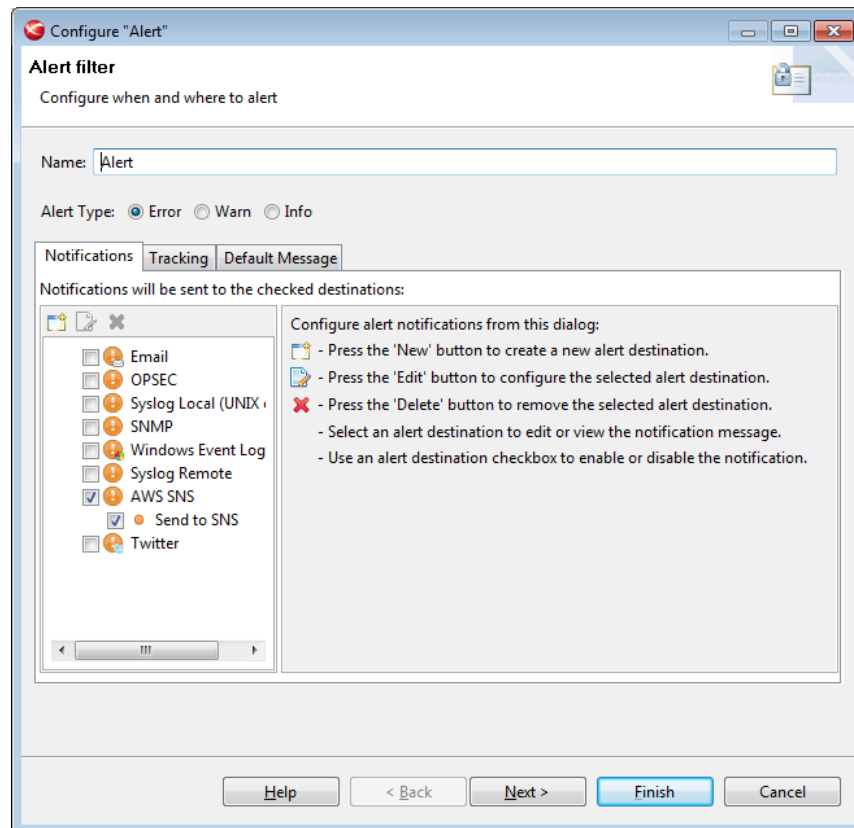 Configure "Alert"
Alert filter
Configure when and where to alert
Name: Alert
Alert Type: Error Warn Info
Notifications Tracking Default Message
Notifications will be sent to the checked destinations:
Email
OPSEC
Syslog Local (UNIX
SNMP
Windows Event Log
Syslog Remote
AWS SNS
Send to SNS
Twitter
Configure alert notifications from this dialog:
- Press the 'New' button to create a new alert destination.
- Press the 'Edit' button to configure the selected alert destination.
- Press the 'Delete' button to remove the selected alert destination.
- Select an alert destination to edit or view the notification message.
- Use an alert destination checkbox to enable or disable the notification.
Help < Back Next > Finish Cancel